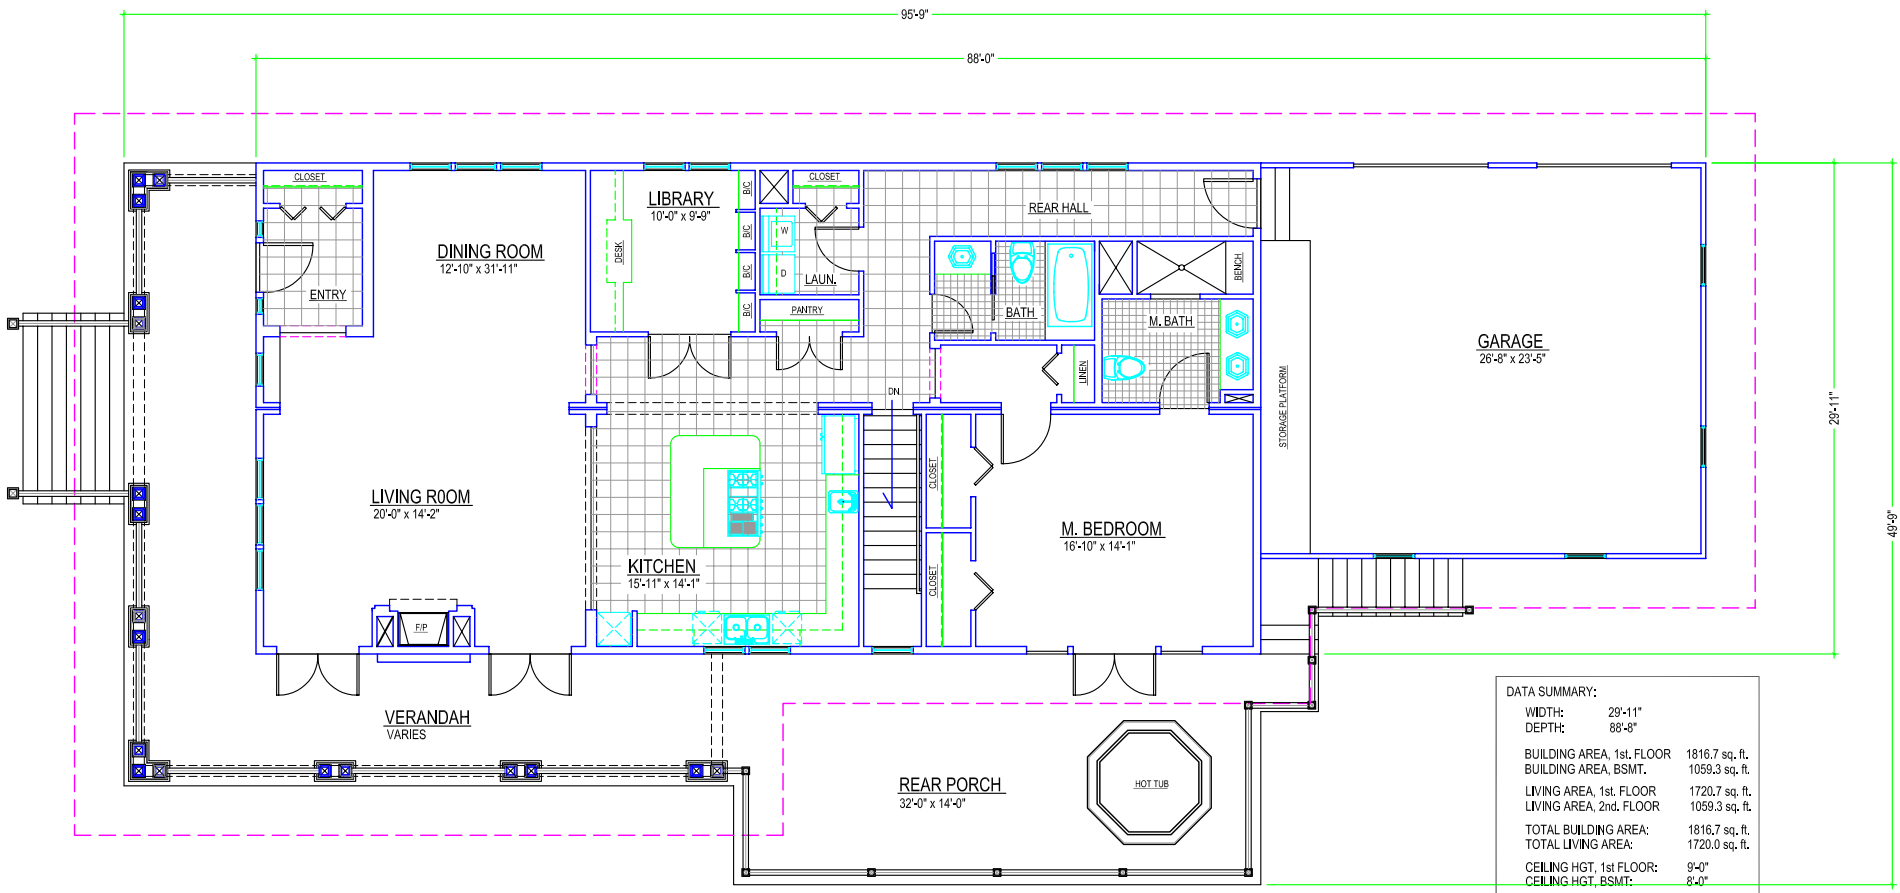 95'-9"
88'-0"
CLOSET
LIBRARY
10'-0" x 9'-9"
B/C
CLOSET
REAR HALL
W
B/C
DINING ROOM
12'-10" x 31'-11"
DESK
D
B/C
LAUN.
BENCH
ENTRY
B/C
PANTRY
BATH
M. BATH
GARAGE
26'-8" x 23'-5"
LINEN
STORAGE PLATFORM
DN
29'-11"
CLOSET
LIVING ROOM
20'-0" x 14'-2"
M. BEDROOM
16'-10" x 14'-1"
49'-9"
KITCHEN
15'-11" x 14'-1"
CLOSET
F/P
VERANDAH
VARIES
REAR PORCH
32'-0" x 14'-0"
HOT TUB
DATA SUMMARY:
WIDTH: 29'-11"
DEPTH: 88'-8"
BUILDING AREA, 1st. FLOOR 1816.7 sq. ft.
BUILDING AREA, BSMT. 1059.3 sq. ft.
LIVING AREA, 1st. FLOOR 1720.7 sq. ft.
LIVING AREA, 2nd. FLOOR 1059.3 sq. ft.
TOTAL BUILDING AREA: 1816.7 sq. ft.
TOTAL LIVING AREA: 1720.0 sq. ft.
CEILING HGT, 1st FLOOR: 9'-0"
CEILING HGT, BSMT: 8'-0"